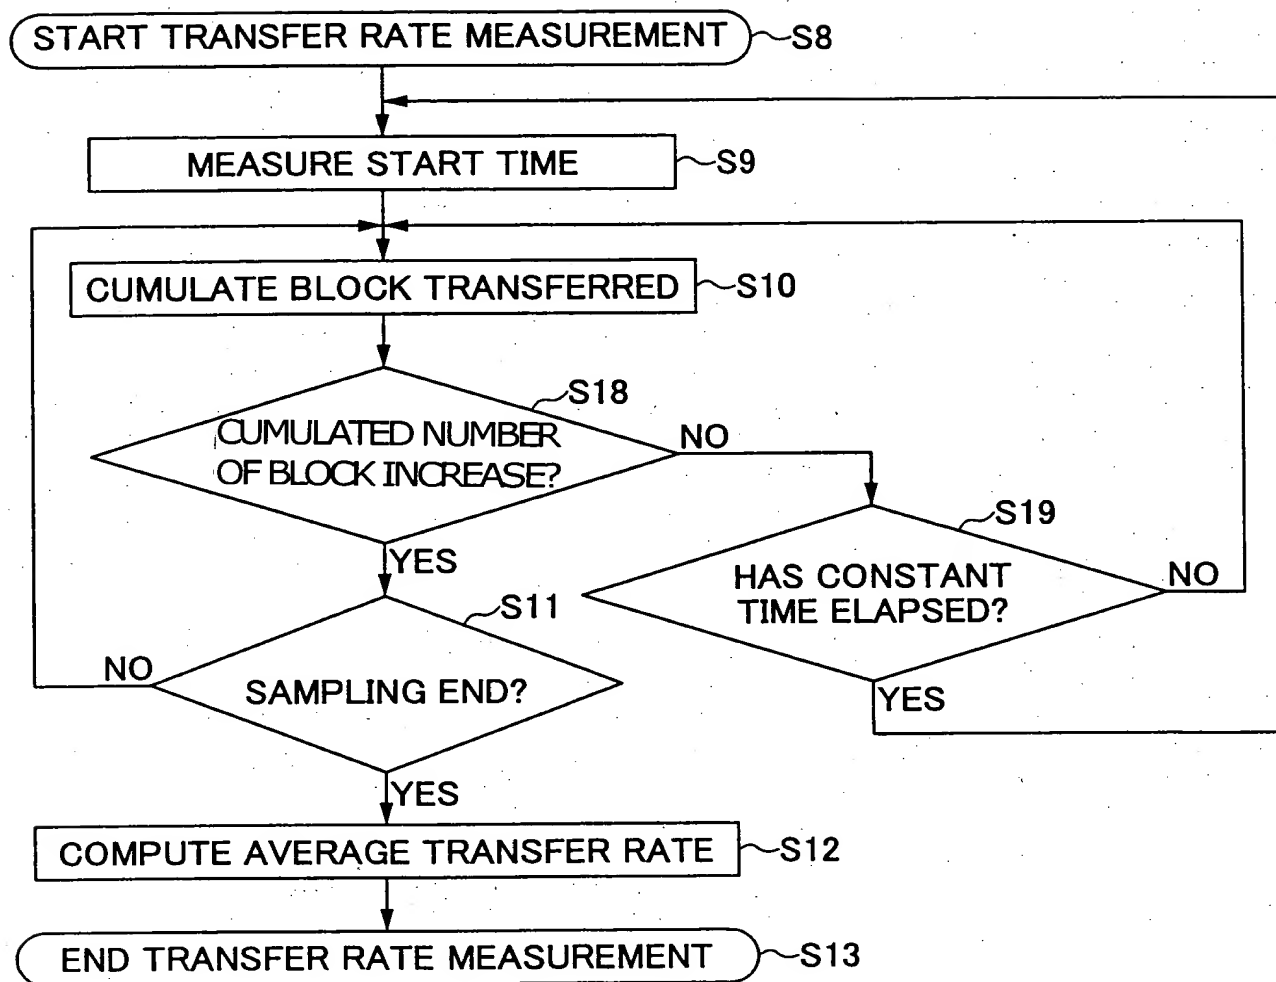 START TRANSFER RATE MEASUREMENT S8
MEASURE START TIME S9
CUMULATE BLOCK TRANSFERRED S10
S18
CUMULATED NUMBER
OF BLOCK INCREASE?
NO
YES
S19
HAS CONSTANT
TIME ELAPSED?
NO
YES
S11
SAMPLING END?
NO
YES
COMPUTE AVERAGE TRANSFER RATE S12
END TRANSFER RATE MEASUREMENT S13